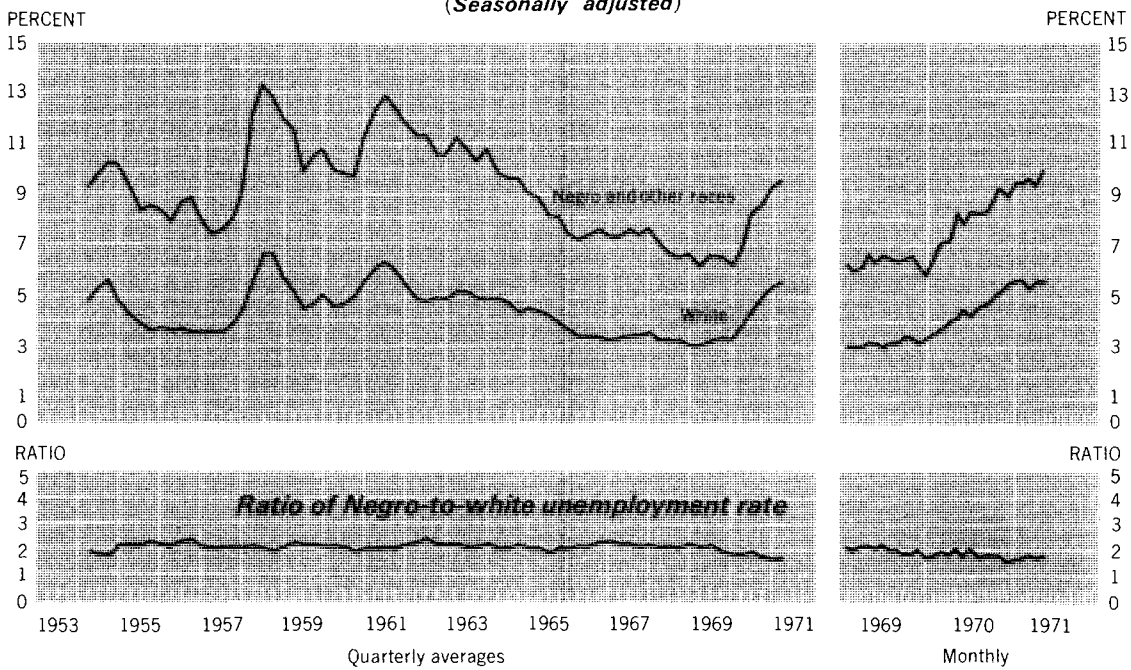 (Seasonally adjusted)
PERCENT PERCENT
15 15
13 13
11 11
9 Negro and other races 9
7 7
5 White 5
3 3
1 1
0 0
RATIO RATIO
5 5
4 Ratio of Negro-to-white unemployment rate 4
3 3
2 2
1 1
0 0
1953 1955 1957 1959 1961 1963 1965 1967 1969 1971 1969 1970 1971
Quarterly averages Monthly